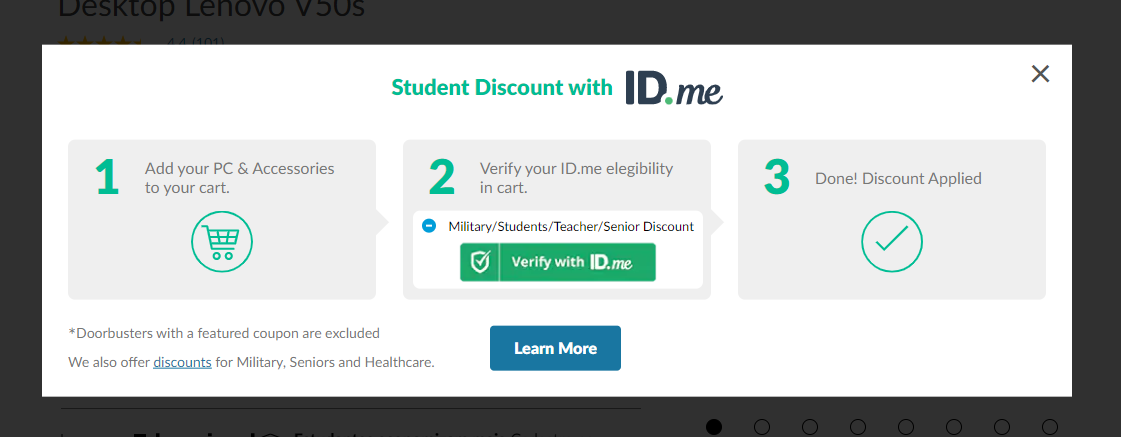 Desktop Lenovo V50s
4.4 (191)
Student Discount with ID.me
1
Add your PC & Accessories
to your cart.
2
Verify your ID.me elegibility
in cart.
Military/Students/Teacher/Senior Discount
Verify with ID.me
3
Done! Discount Applied
*Doorbusters with a featured coupon are excluded
We also offer discounts for Military, Seniors and Healthcare.
Learn More